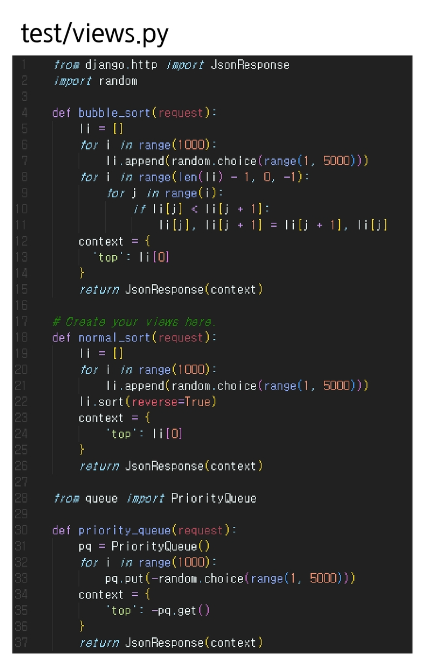 test/views.py
1 from django.http import JsonResponse
2 import random
3
4 def bubble_sort(request):
5 li = []
6 for i in range(1000):
7 li.append(random.choice(range(1, 5000)))
8 for i in range(len(li) - 1, 0, -1):
9 for j in range(i):
10 if li[j] < li[j + 1]:
11 li[j], li[j + 1] = li[j + 1], li[j]
12 context = {
13 'top': li[0]
14 }
15 return JsonResponse(context)
16
17 # Create your views here.
18 def normal_sort(request):
19 li = []
20 for i in range(1000):
21 li.append(random.choice(range(1, 5000)))
22 li.sort(reverse=True)
23 context = {
24 'top': li[0]
25 }
26 return JsonResponse(context)
27
28 from queue import PriorityQueue
29
30 def priority_queue(request):
31 pq = PriorityQueue()
32 for i in range(1000):
33 pq.put(-random.choice(range(1, 5000)))
34 context = {
35 'top': -pq.get()
36 }
37 return JsonResponse(context)